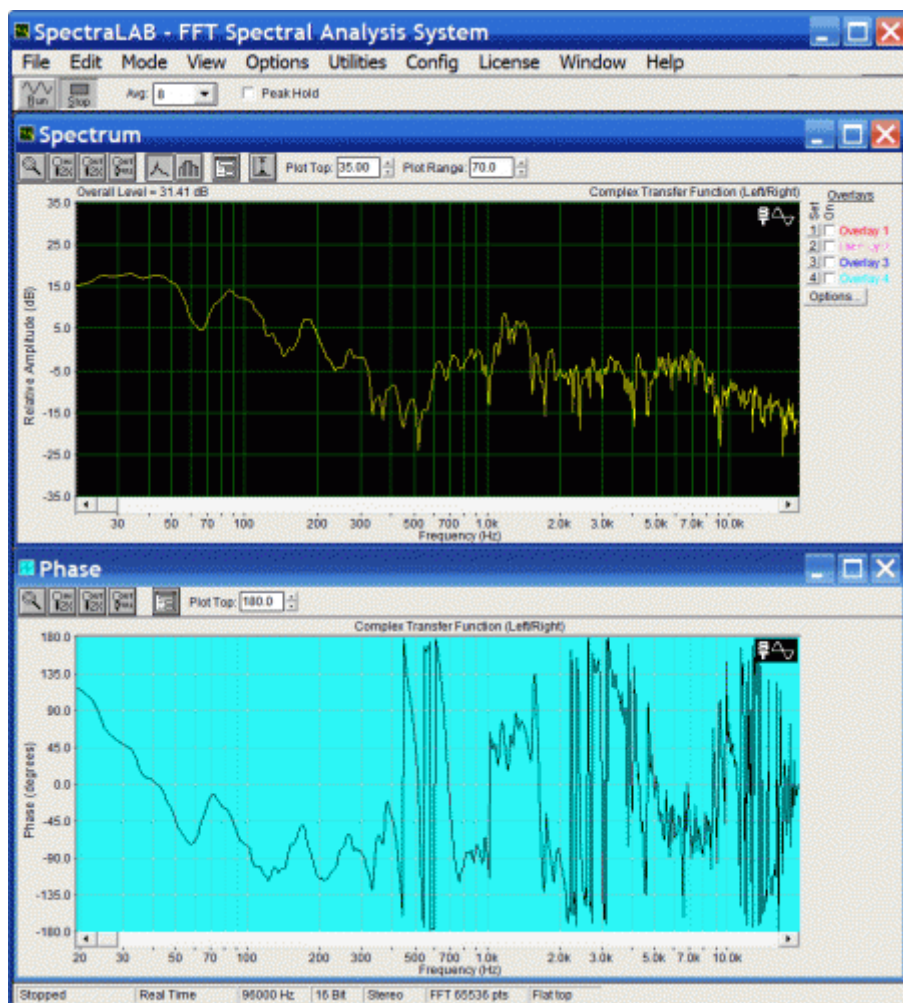 SpectraLAB - FFT Spectral Analysis System
File Edit Mode View Options Utilities Config License Window Help
Run Stop Avg: 8 Peak Hold
Spectrum
Plot Top: 35.00 Plot Range: 70.0
Overall Level = 31.41 dB Complex Transfer Function (Left/Right)
Overlays
Set On
1 Overlay 1
2
3 Overlay 3
4 Overlay 4
Options...
Relative Amplitude (dB)
35.0
25.0
15.0
5.0
-5.0
-15.0
-25.0
-35.0
30 50 70 100 200 300 500 700 1.0k 2.0k 3.0k 5.0k 7.0k 10.0k
Frequency (Hz)
Phase
Plot Top: 180.0
Complex Transfer Function (Left/Right)
Phase (degrees)
180.0
135.0
90.0
45.0
0.0
-45.0
-90.0
-135.0
-180.0
20 30 50 70 100 200 300 500 700 1.0k 2.0k 3.0k 5.0k 7.0k 10.0k
Frequency (Hz)
Stopped Real Time 96000 Hz 16 Bit Stereo FFT 65536 pts Flat top